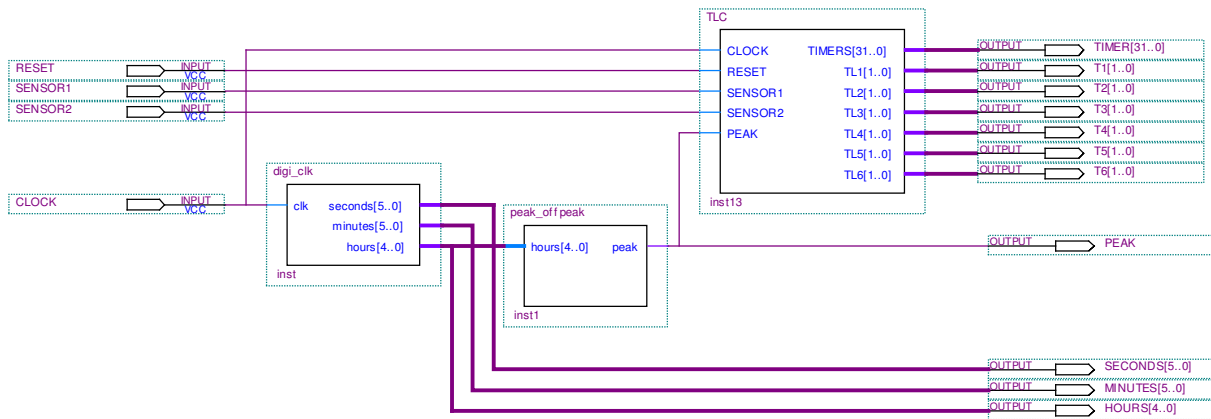 TLC
CLOCK TIMERS[31..0] OUTPUT TIMER[31..0]
RESET INPUT VCC RESET TL1[1..0] OUTPUT T1[1..0]
SENSOR1 INPUT VCC SENSOR1 TL2[1..0] OUTPUT T2[1..0]
SENSOR2 INPUT VCC SENSOR2 TL3[1..0] OUTPUT T3[1..0]
PEAK TL4[1..0] OUTPUT T4[1..0]
TL5[1..0] OUTPUT T5[1..0]
TL6[1..0] OUTPUT T6[1..0]
inst13
digi_clk
CLOCK INPUT VCC clk seconds[5..0]
minutes[5..0]
hours[4..0]
inst
peak_offpeak
hours[4..0] peak OUTPUT PEAK
inst1
OUTPUT SECONDS[5..0]
OUTPUT MINUTES[5..0]
OUTPUT HOURS[4..0]